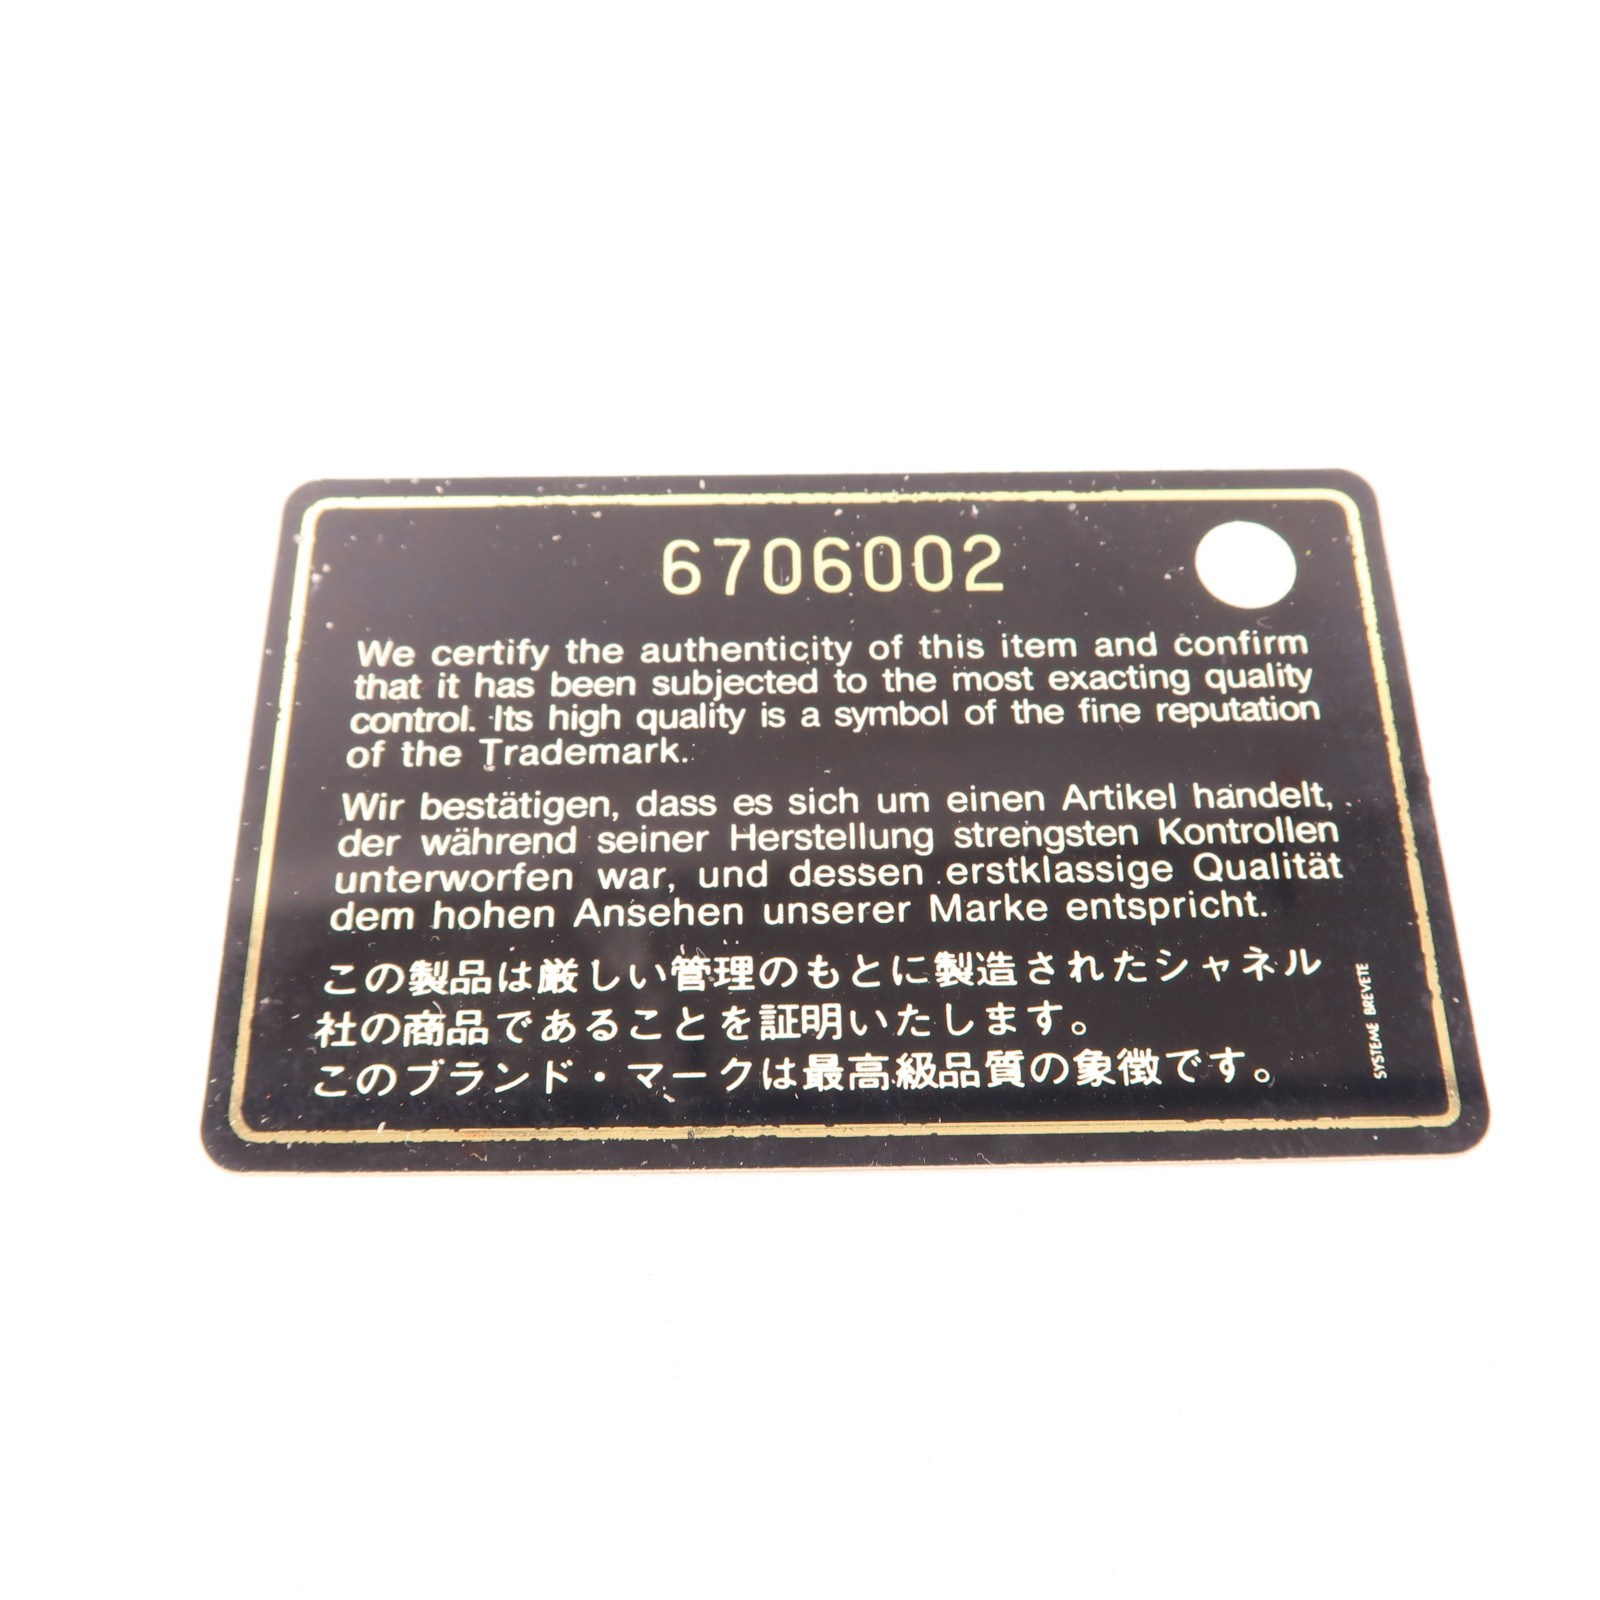 6706002
We certify the authenticity of this item and confirm
that it has been subjected to the most exacting quality
control. Its high quality is a symbol of the fine reputation
of the Trademark.
Wir bestätigen, dass es sich um einen Artikel handelt,
der während seiner Herstellung strengsten Kontrollen
unterworfen war, und dessen erstklassige Qualität
dem hohen Ansehen unserer Marke entspricht.
この製品は厳しい管理のもとに製造されたシャネル
社の商品であることを証明いたします。
このブランド・マークは最高級品質の象徴です。
SYSTEME BREVETE